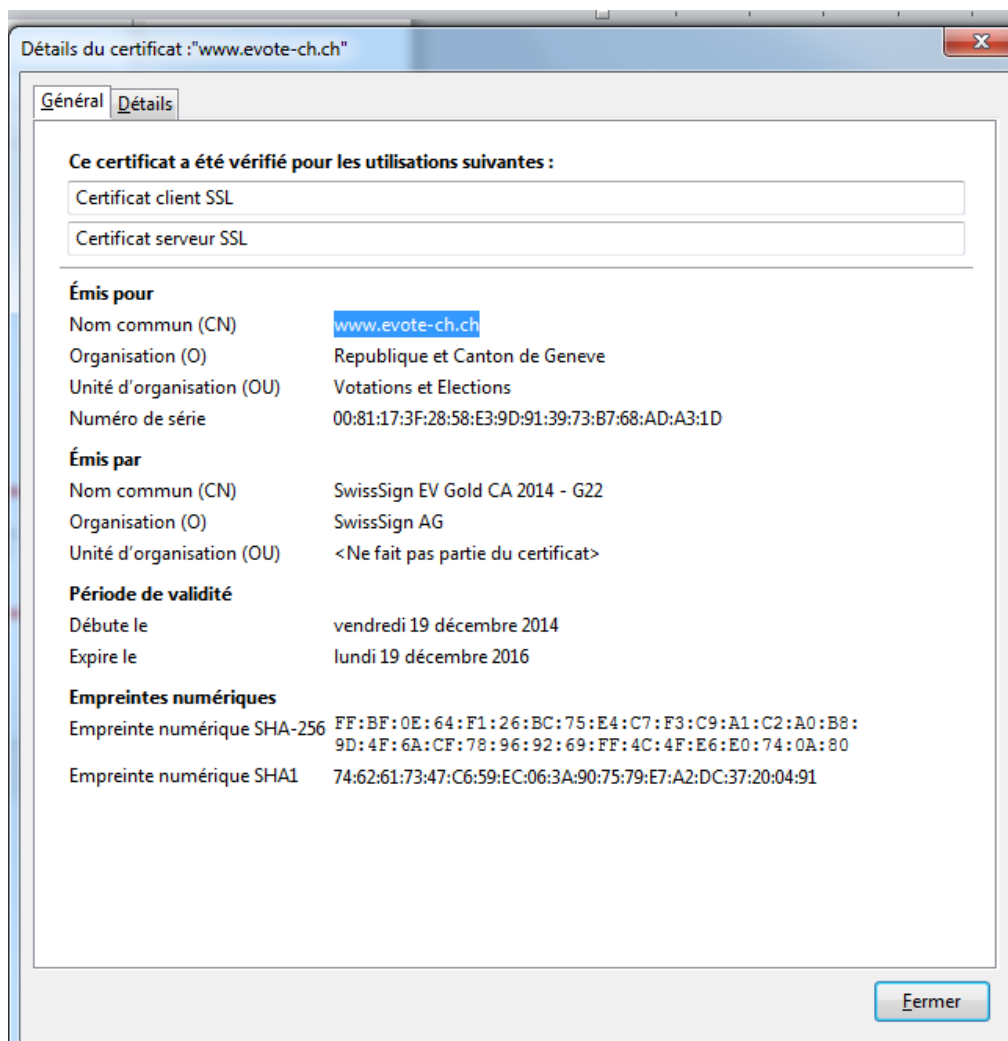 Détails du certificat :"www.evote-ch.ch"
Général Détails
Ce certificat a été vérifié pour les utilisations suivantes :
Certificat client SSL
Certificat serveur SSL
Émis pour
Nom commun (CN) www.evote-ch.ch
Organisation (O) Republique et Canton de Geneve
Unité d'organisation (OU) Votations et Elections
Numéro de série 00:81:17:3F:28:58:E3:9D:91:39:73:B7:68:AD:A3:1D
Émis par
Nom commun (CN) SwissSign EV Gold CA 2014 - G22
Organisation (O) SwissSign AG
Unité d'organisation (OU) <Ne fait pas partie du certificat>
Période de validité
Débute le vendredi 19 décembre 2014
Expire le lundi 19 décembre 2016
Empreintes numériques
Empreinte numérique SHA-256 FF:BF:0E:64:F1:26:BC:75:E4:C7:F3:C9:A1:C2:A0:B8:
9D:4F:6A:CF:78:96:92:69:FF:4C:4F:E6:E0:74:0A:80
Empreinte numérique SHA1 74:62:61:73:47:C6:59:EC:06:3A:90:75:79:E7:A2:DC:37:20:04:91
Fermer